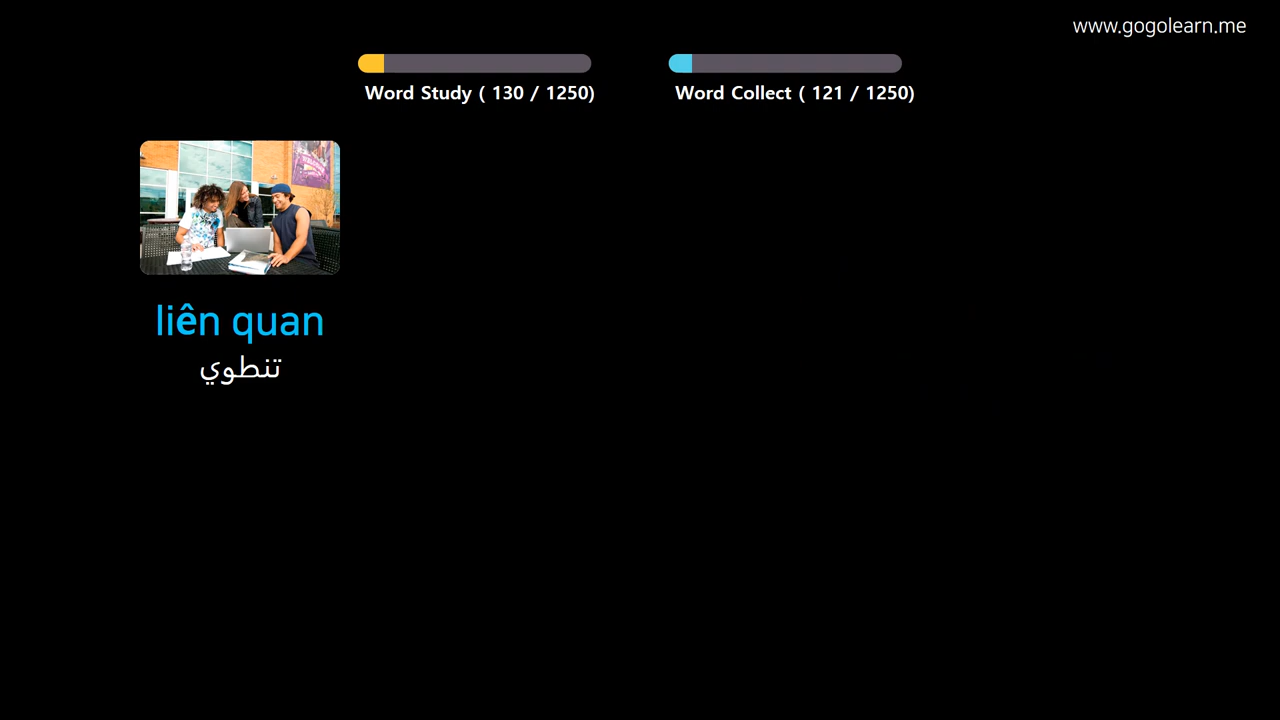 www.gogolearn.me
Word Study ( 130 / 1250)
Word Collect ( 121 / 1250)
liên quan
تنطوي